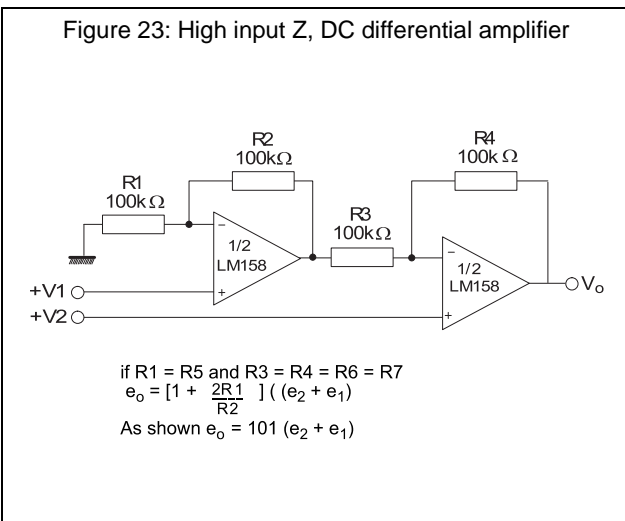 Figure 23: High input Z, DC differential amplifier
R2
100kΩ
R4
100k Ω
R1
100k Ω
R3
100kΩ
–
1/2
LM158
+
–
1/2
LM158
+
Vo
+V1
+V2
if R1 = R5 and R3 = R4 = R6 = R7
eo = [1 + 2R1/R2 ] ( (e2 + e1)
As shown eo = 101 (e2 + e1)